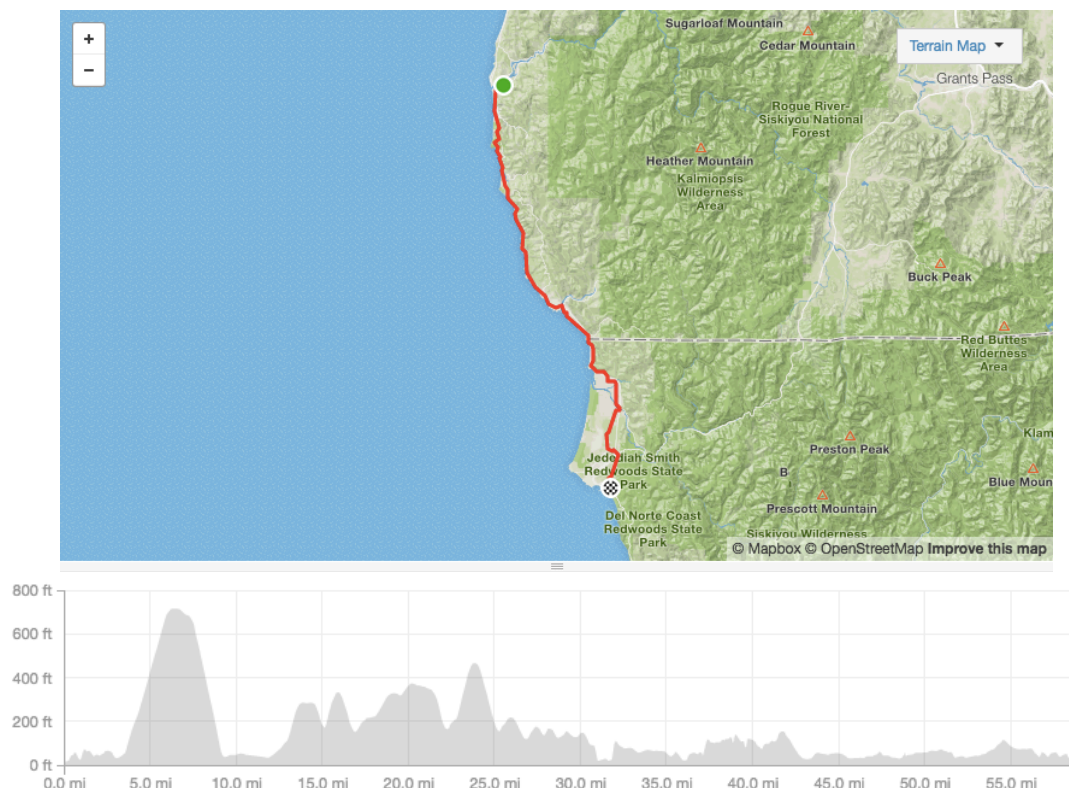 +
−
Sugarloaf Mountain
Cedar Mountain
Terrain Map
Grants Pass
Rogue River-
Siskiyou National
Forest
Heather Mountain
Kalmiopsis
Wilderness
Area
Buck Peak
Red Buttes
Wilderness
Area
Preston Peak
Klam
Jedediah Smith
Redwoods State
Park
B
Blue Moun
Prescott Mountain
Del Norte Coast
Redwoods State
Park
Siskiyou Wilderness
© Mapbox © OpenStreetMap Improve this map
800 ft
600 ft
400 ft
200 ft
0 ft
0.0 mi 5.0 mi 10.0 mi 15.0 mi 20.0 mi 25.0 mi 30.0 mi 35.0 mi 40.0 mi 45.0 mi 50.0 mi 55.0 mi